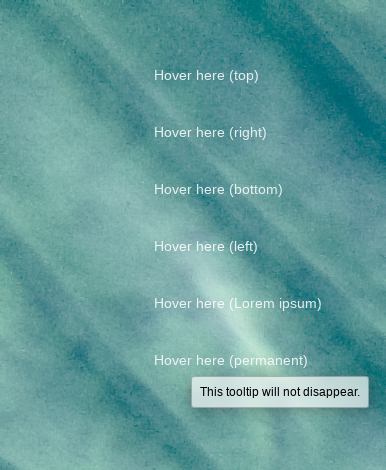 Hover here (top)
Hover here (right)
Hover here (bottom)
Hover here (left)
Hover here (Lorem ipsum)
Hover here (permanent)
This tooltip will not disappear.